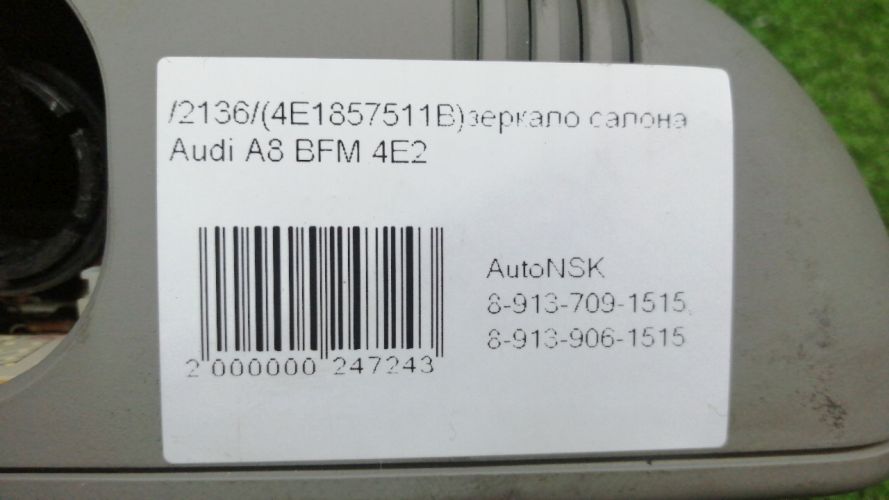 /2136/(4E1857511B)зеркало салона
Audi A8 BFM 4E2
AutoNSK
8-913-709-1515
8-913-906-1515
2 000000 247243